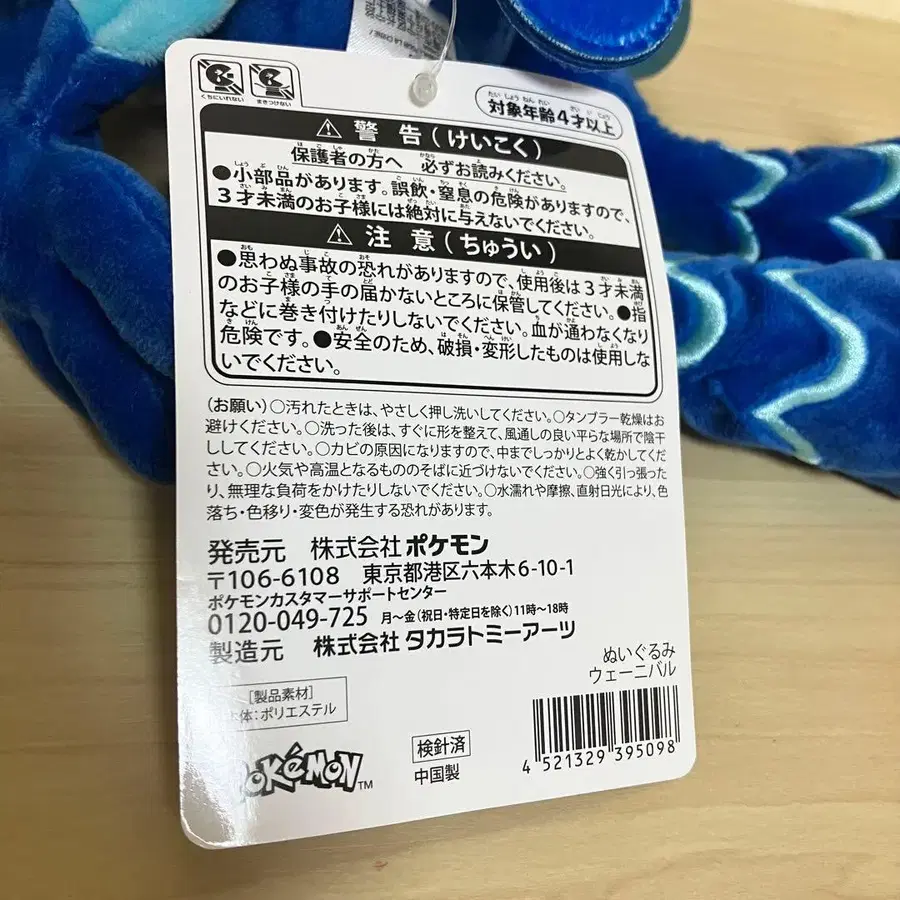 くちにいれない まきつけない
対象年齢4才以上
⚠ 警告(けいこく)
保護者の方へ 必ずお読みください。
●小部品があります。誤飲・窒息の危険がありますので、
3才未満のお子様には絶対に与えないでください。
⚠ 注意(ちゅうい)
●思わぬ事故の恐れがありますので、使用後は3才未満
のお子様の手の届かないところに保管してください。●指
などに巻き付けたりしないでください。血が通わなくなり
危険です。●安全のため、破損・変形したものは使用しな
いでください。
(お願い)○汚れたときは、やさしく押し洗いしてください。○タンブラー乾燥はお
避けください。○洗った後は、すぐに形を整えて、風通しの良い平らな場所で陰干
ししてください。○カビの原因になりますので、中までしっかりとよく乾かしてくだ
さい。○火気や高温となるもののそばに近づけないでください。○強く引っ張った
り、無理な負荷をかけたりしないでください。○水濡れや摩擦、直射日光により、色
落ち・色移り・変色が発生する恐れがあります。
発売元 株式会社ポケモン
〒106-6108 東京都港区六本木6-10-1
ポケモンカスタマーサポートセンター
0120-049-725 月〜金(祝日・特定日を除く)11時〜18時
製造元 株式会社タカラトミーアーツ
ぬいぐるみ
ウェーニバル
[製品素材]
体:ポリエステル
POKéMON™
検針済
中国製
4 521329 395098